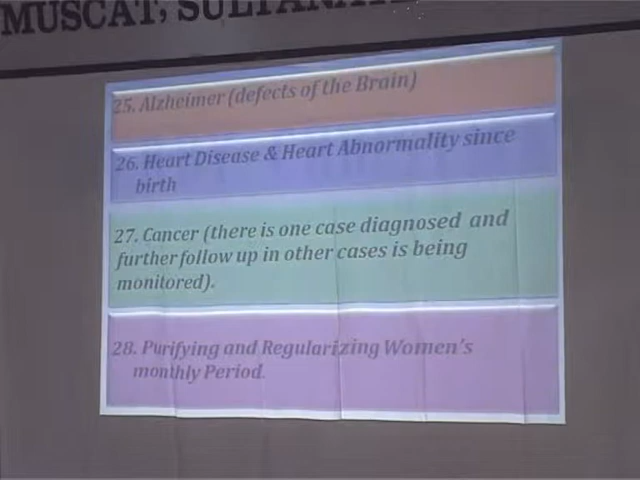 MUSCAT, SULTANATE
25. Alzheimer (defects of the Brain)
26. Heart Disease & Heart Abnormality since
birth
27. Cancer (there is one case diagnosed and
further follow up in other cases is being
monitored).
28. Purifying and Regularizing Women's
monthly Period.